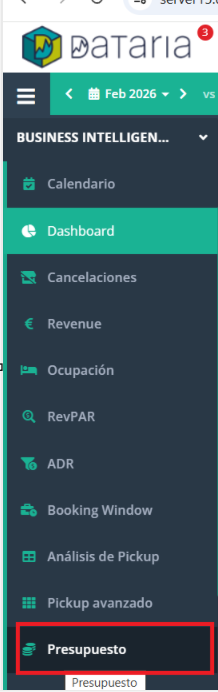 DATARIA
3
Feb 2026
vs
BUSINESS INTELLIGEN...
Calendario
Dashboard
Cancelaciones
Revenue
Ocupación
RevPAR
ADR
Booking Window
Análisis de Pickup
Pickup avanzado
Presupuesto
Presupuesto